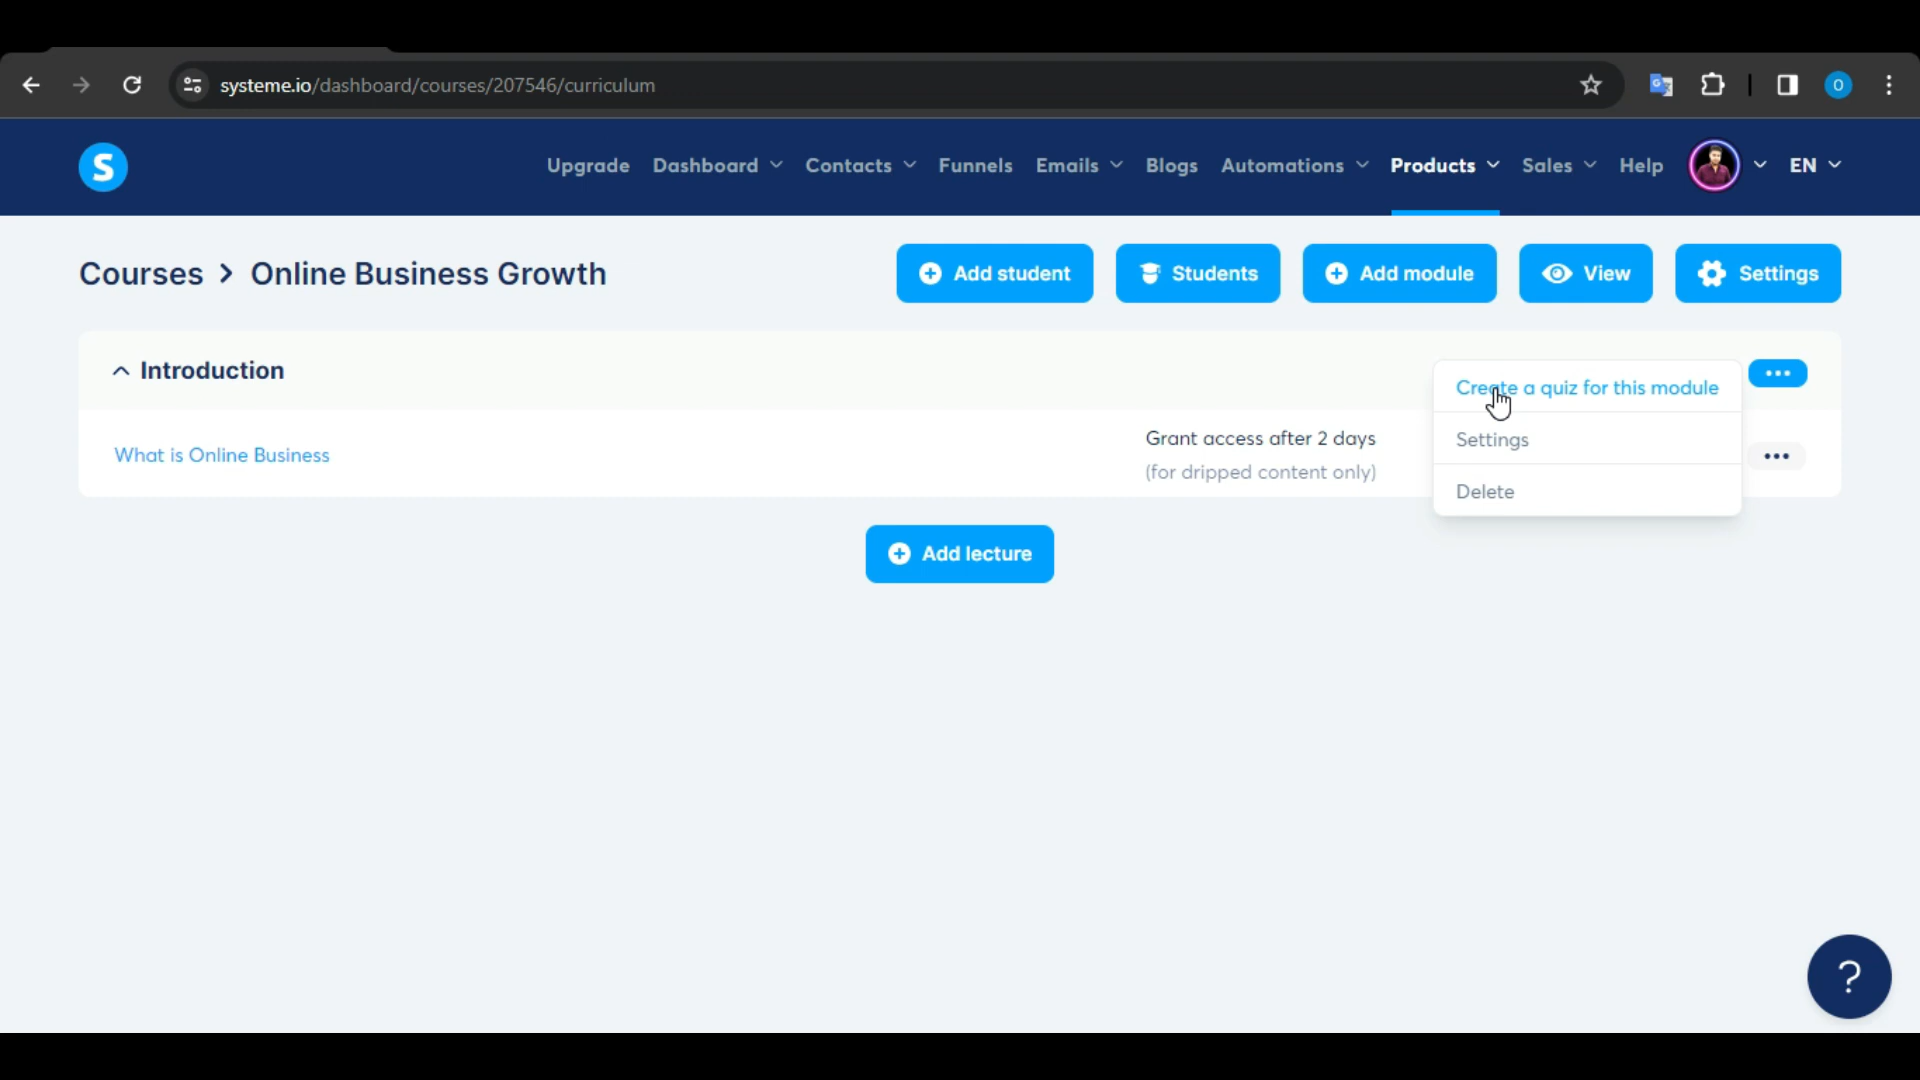 systeme.io/dashboard/courses/207546/curriculum
O
S
Upgrade Dashboard Contacts Funnels Emails Blogs Automations Products Sales Help EN
Courses > Online Business Growth
Add student Students Add module View Settings
Introduction
Create a quiz for this module
Settings
Delete
What is Online Business
Grant access after 2 days
(for dripped content only)
Add lecture
?